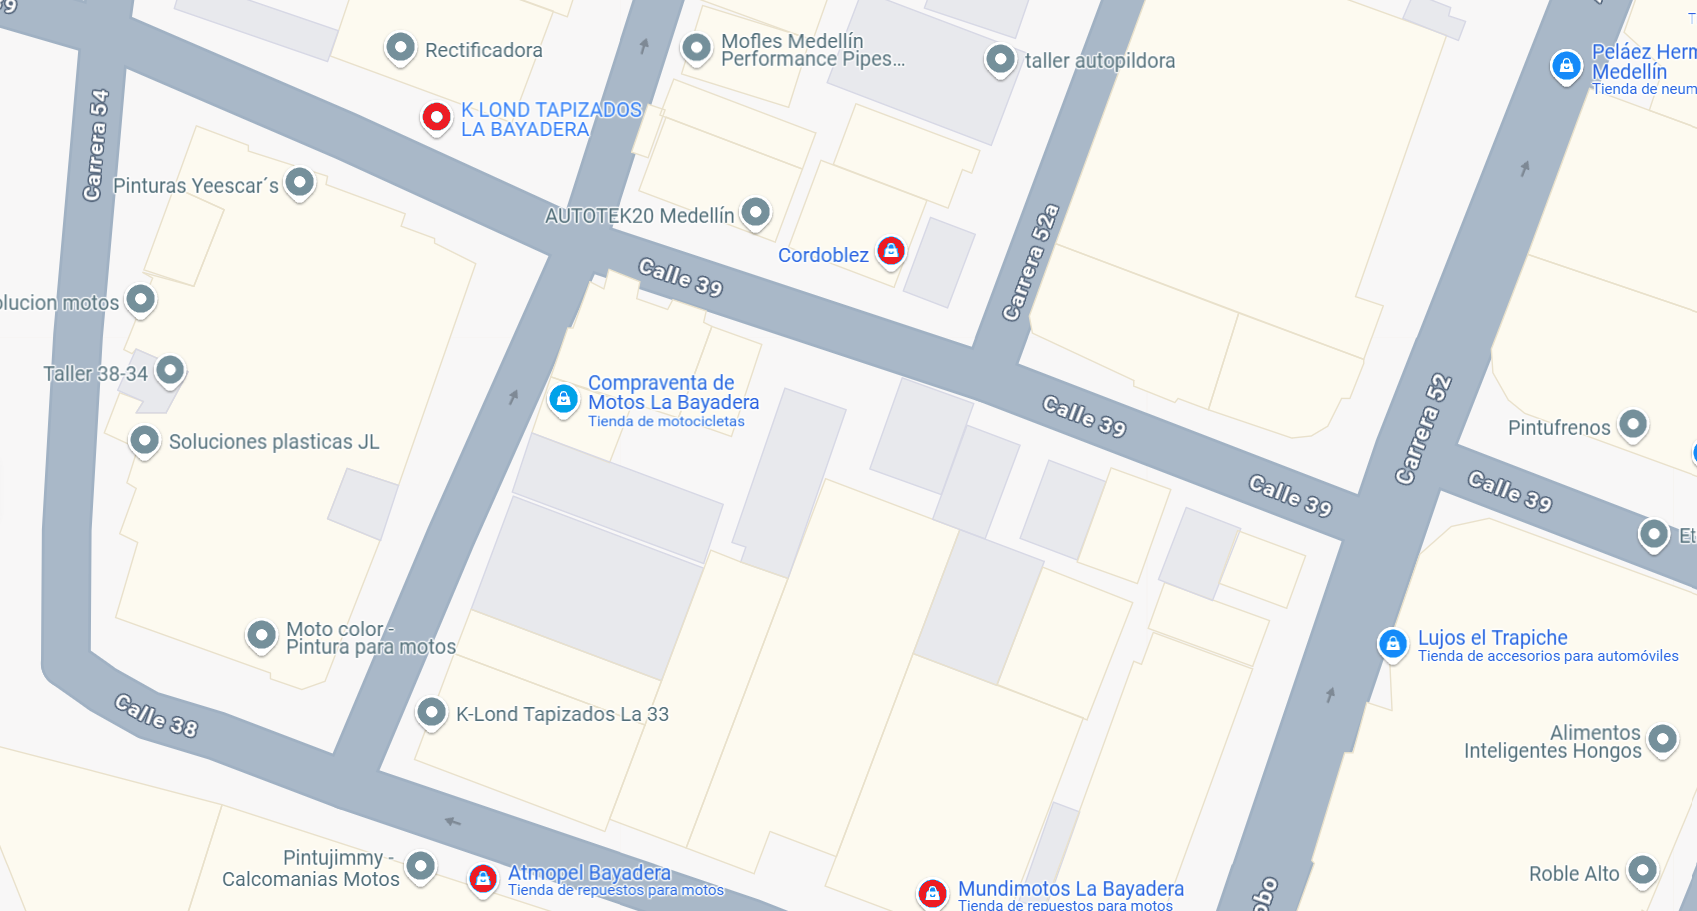 Rectificadora
Mofles Medellín
Performance Pipes...
taller autopildora
Peláez Herm
Medellín
Tienda de neum
K LOND TAPIZADOS
LA BAYADERA
Carrera 54
Pinturas Yeescar´s
AUTOTEK20 Medellín
Cordoblez
Carrera 52a
Calle 39
olucion motos
Taller 38-34
Compraventa de
Motos La Bayadera
Tienda de motocicletas
Calle 39
Carrera 52
Pintufrenos
Soluciones plasticas JL
Calle 39
Calle 39
Et
Moto color -
Pintura para motos
Lujos el Trapiche
Tienda de accesorios para automóviles
Calle 38
K-Lond Tapizados La 33
Alimentos
Inteligentes Hongos
Pintujimmy -
Calcomanias Motos
Atmopel Bayadera
Tienda de repuestos para motos
Mundimotos La Bayadera
Tienda de repuestos para motos
obo
Roble Alto